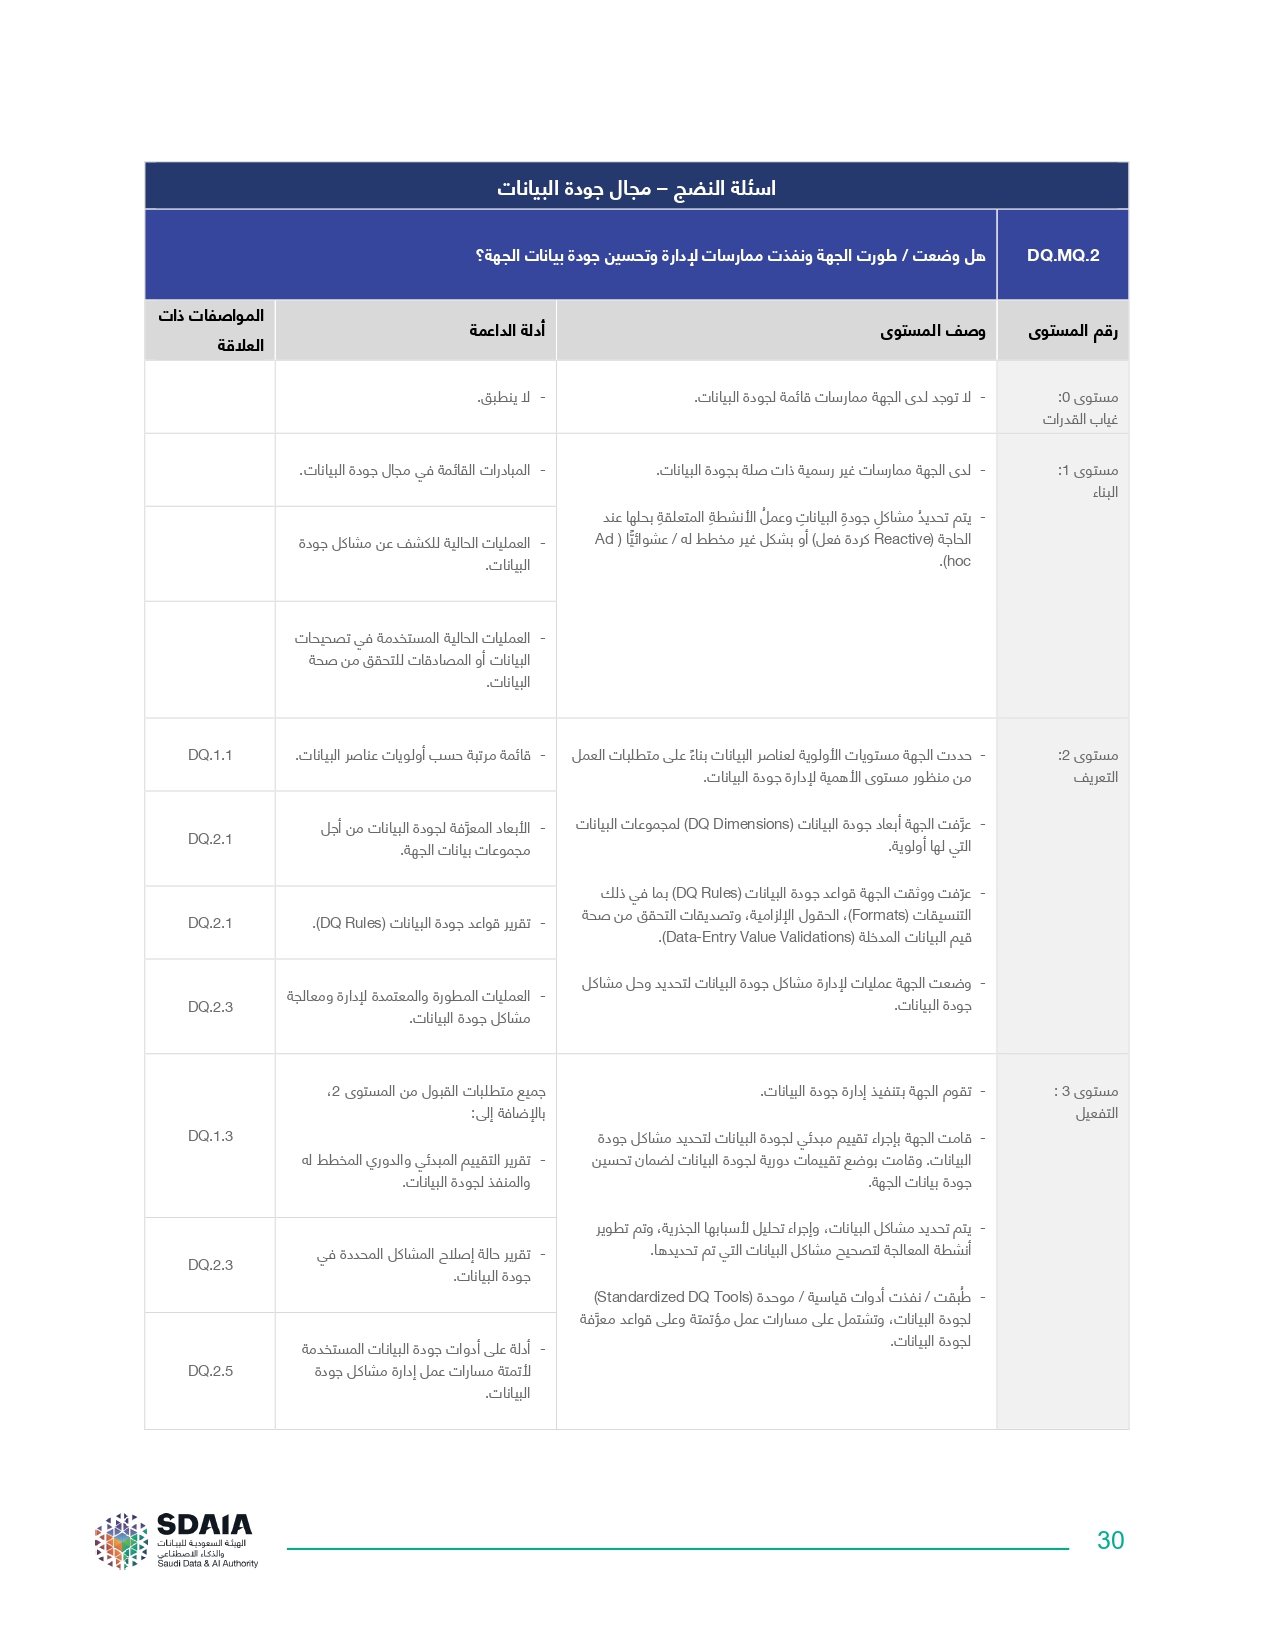 اسئلة النضج – مجال جودة البيانات
DQ.MQ.2
هل وضعت / طورت الجهة ونفذت ممارسات لإدارة وتحسين جودة بيانات الجهة؟
رقم المستوى
وصف المستوى
أدلة الداعمة
المواصفات ذات
العلاقة
مستوى 0:
غياب القدرات
- لا توجد لدى الجهة ممارسات قائمة لجودة البيانات.
- لا ينطبق.
مستوى 1:
البناء
- لدى الجهة ممارسات غير رسمية ذات صلة بجودة البيانات.
- يتم تحديدُ مشاكلِ جودةِ البياناتِ وعملُ الأنشطةِ المتعلقةِ بحلها عند
الحاجة (Reactive كردة فعل) أو بشكل غير مخطط له / عشوائيًّا ( Ad
hoc).
- المبادرات القائمة في مجال جودة البيانات.
- العمليات الحالية للكشف عن مشاكل جودة
البيانات.
- العمليات الحالية المستخدمة في تصحيحات
البيانات أو المصادقات للتحقق من صحة
البيانات.
مستوى 2:
التعريف
- حددت الجهة مستويات الأولوية لعناصر البيانات بناءً على متطلبات العمل
من منظور مستوى الأهمية لإدارة جودة البيانات.
- عرَّفت الجهة أبعاد جودة البيانات (DQ Dimensions) لمجموعات البيانات
التي لها أولوية.
- عرّفت ووثقت الجهة قواعد جودة البيانات (DQ Rules) بما في ذلك
التنسيقات (Formats)، الحقول الإلزامية، وتصديقات التحقق من صحة
قيم البيانات المدخلة (Data-Entry Value Validations).
- وضعت الجهة عمليات لإدارة مشاكل جودة البيانات لتحديد وحل مشاكل
جودة البيانات.
- قائمة مرتبة حسب أولويات عناصر البيانات.
DQ.1.1
- الأبعاد المعرَّفة لجودة البيانات من أجل
مجموعات بيانات الجهة.
DQ.2.1
- تقرير قواعد جودة البيانات (DQ Rules).
DQ.2.1
- العمليات المطورة والمعتمدة لإدارة ومعالجة
مشاكل جودة البيانات.
DQ.2.3
مستوى 3 :
التفعيل
- تقوم الجهة بتنفيذ إدارة جودة البيانات.
- قامت الجهة بإجراء تقييم مبدئي لجودة البيانات لتحديد مشاكل جودة
البيانات. وقامت بوضع تقييمات دورية لجودة البيانات لضمان تحسين
جودة بيانات الجهة.
- يتم تحديد مشاكل البيانات، وإجراء تحليل لأسبابها الجذرية، وتم تطوير
أنشطة المعالجة لتصحيح مشاكل البيانات التي تم تحديدها.
- طُبقت / نفذت أدوات قياسية / موحدة (Standardized DQ Tools)
لجودة البيانات، وتشتمل على مسارات عمل مؤتمتة وعلى قواعد معرَّفة
لجودة البيانات.
جميع متطلبات القبول من المستوى 2،
بالإضافة إلى:
- تقرير التقييم المبدئي والدوري المخطط له
والمنفذ لجودة البيانات.
DQ.1.3
- تقرير حالة إصلاح المشاكل المحددة في
جودة البيانات.
DQ.2.3
- أدلة على أدوات جودة البيانات المستخدمة
لأتمتة مسارات عمل إدارة مشاكل جودة
البيانات.
DQ.2.5
SDAIA
الهيئة السعودية للبيانات
والذكاء الاصطناعي
Saudi Data & AI Authority
30